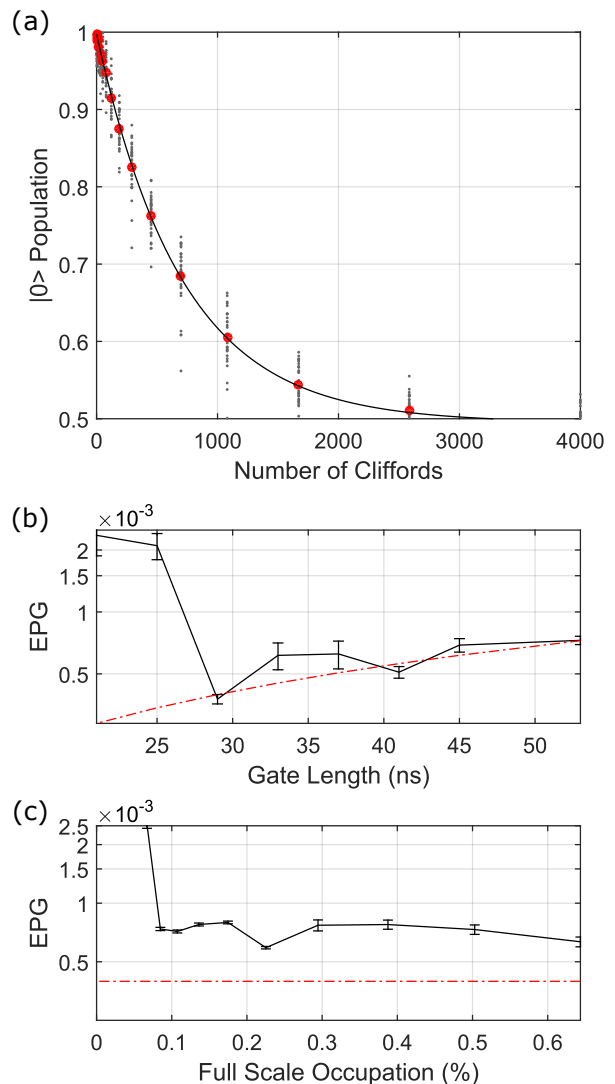 (a)
1
0.9
0.8
0.7
0.6
0.5
|0> Population
0 1000 2000 3000 4000
Number of Cliffords
(b)
×10⁻³
2
1.5
1
0.5
EPG
25 30 35 40 45 50
Gate Length (ns)
(c)
×10⁻³
2.5
2
1.5
1
0.5
EPG
0 0.1 0.2 0.3 0.4 0.5 0.6
Full Scale Occupation (%)